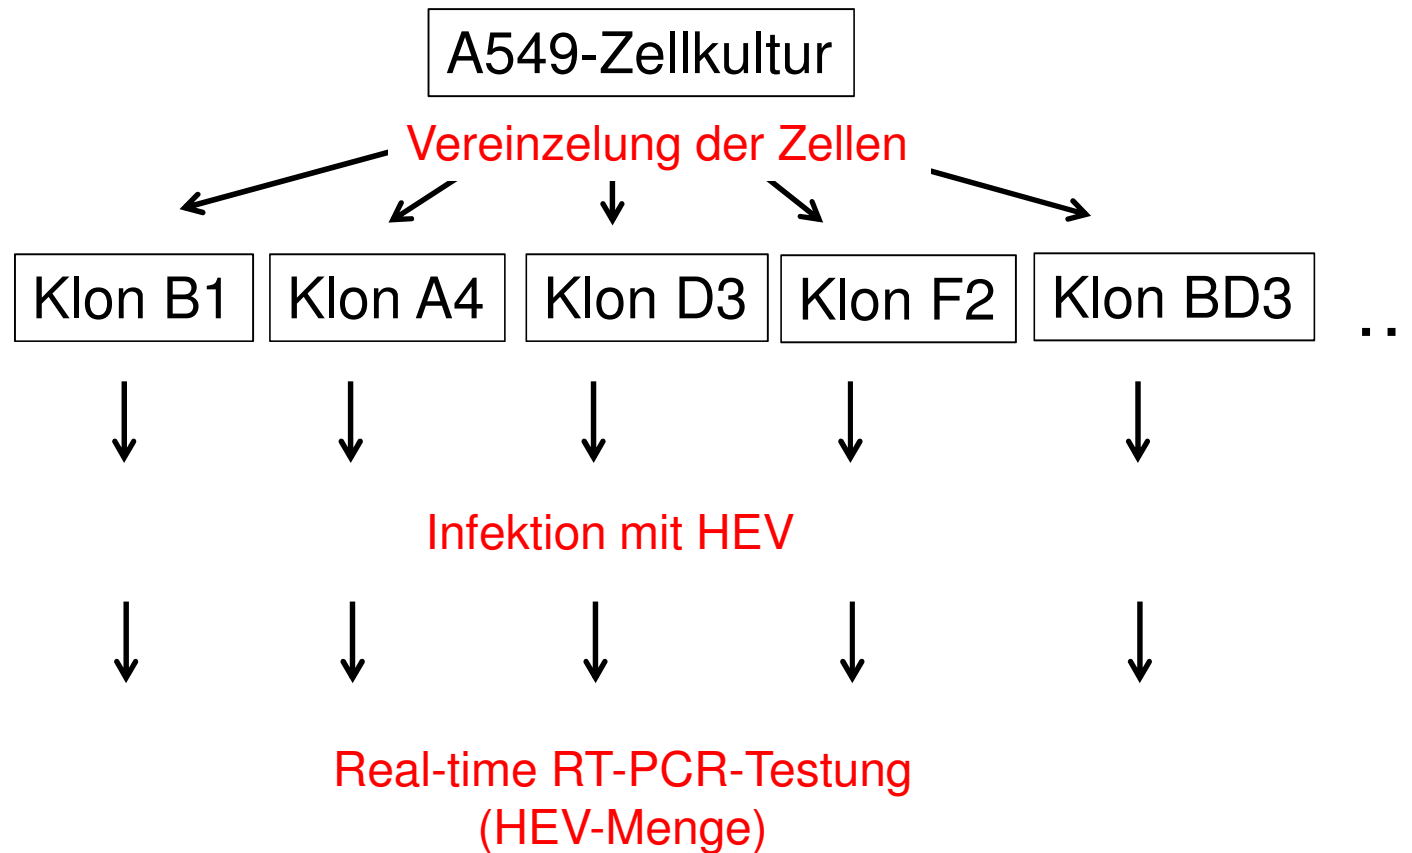 A549-Zellkultur
Vereinzelung der Zellen
Klon B1 Klon A4 Klon D3 Klon F2 Klon BD3 ..
Infektion mit HEV
Real-time RT-PCR-Testung
(HEV-Menge)